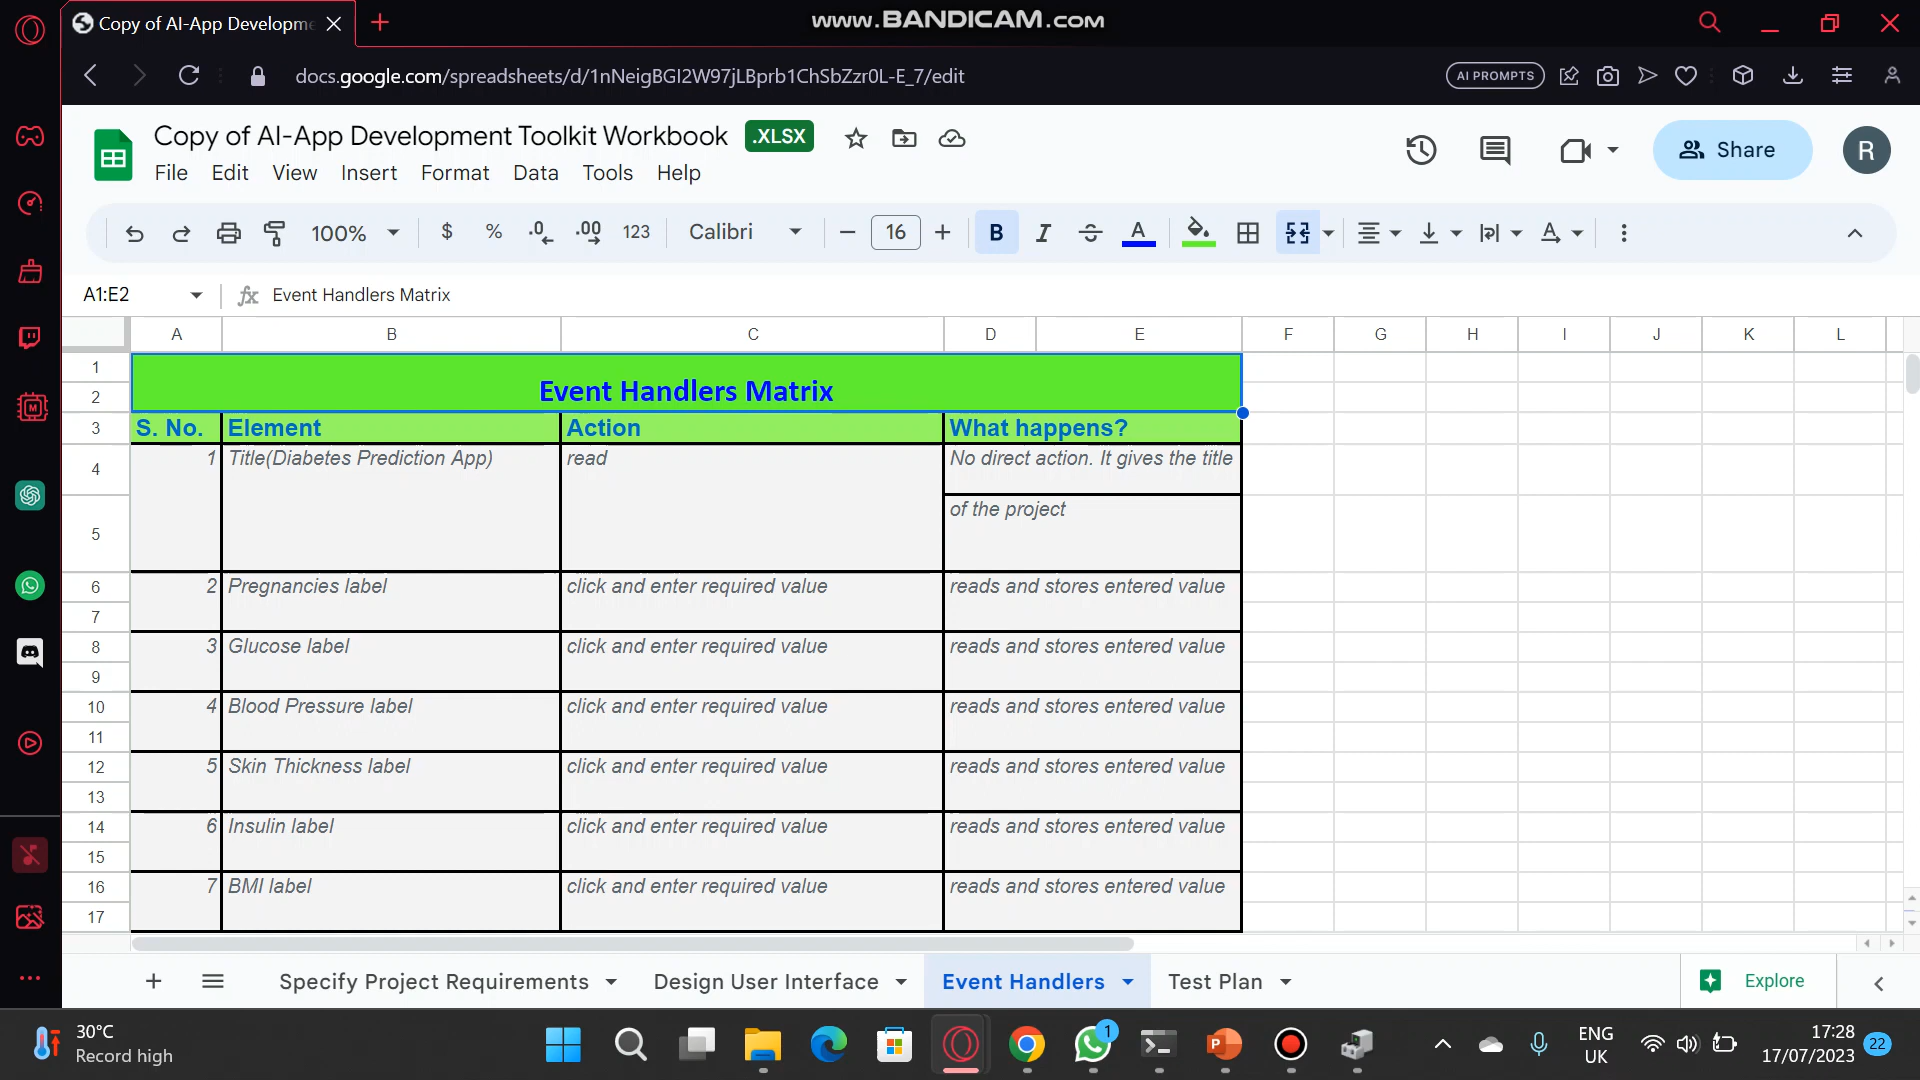 Copy of AI-App Developme
www.BANDICAM.com
docs.google.com/spreadsheets/d/1nNeigBGI2W97jLBprb1ChSbZzr0L-E_7/edit
AI PROMPTS
Copy of AI-App Development Toolkit Workbook .XLSX
File Edit View Insert Format Data Tools Help
Share
R
100% $ % .0 .00 123 Calibri 16 B I A
A1:E2 fx Event Handlers Matrix
A B C D E F G H I J K L
1
Event Handlers Matrix
2
3 S. No. Element Action What happens?
4 1 Title(Diabetes Prediction App) read No direct action. It gives the title
5 of the project
6 2 Pregnancies label click and enter required value reads and stores entered value
7
8 3 Glucose label click and enter required value reads and stores entered value
9
10 4 Blood Pressure label click and enter required value reads and stores entered value
11
12 5 Skin Thickness label click and enter required value reads and stores entered value
13
14 6 Insulin label click and enter required value reads and stores entered value
15
16 7 BMI label click and enter required value reads and stores entered value
17
Specify Project Requirements Design User Interface Event Handlers Test Plan Explore
30°C
Record high
1
ENG
UK
17:28
17/07/2023
22